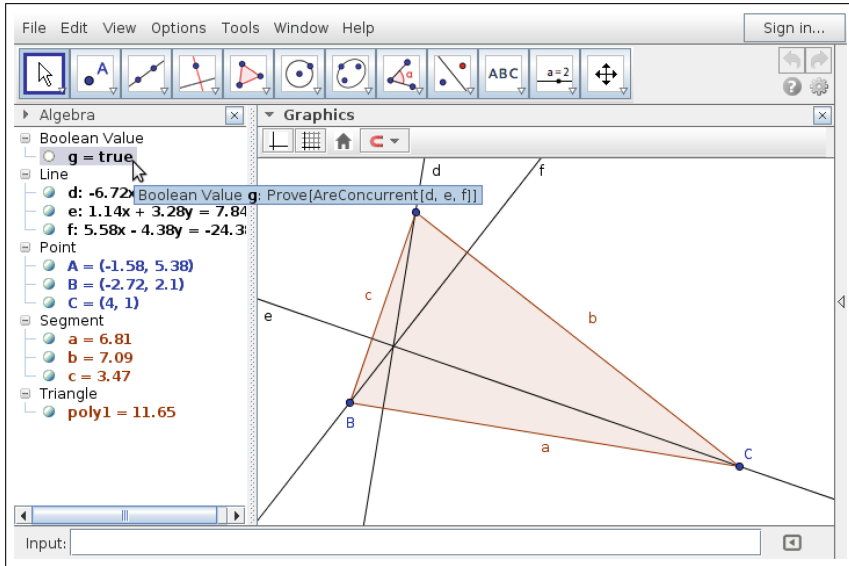 File Edit View Options Tools Window Help Sign in...
A α ABC a=2
Algebra
Graphics
Boolean Value
g = true
Boolean Value g: Prove[AreConcurrent[d, e, f]]
Line
d: -6.72x
e: 1.14x + 3.28y = 7.84
f: 5.58x - 4.38y = -24.3
Point
A = (-1.58, 5.38)
B = (-2.72, 2.1)
C = (4, 1)
Segment
a = 6.81
b = 7.09
c = 3.47
Triangle
poly1 = 11.65
d f
c
e b
B
a C
Input: